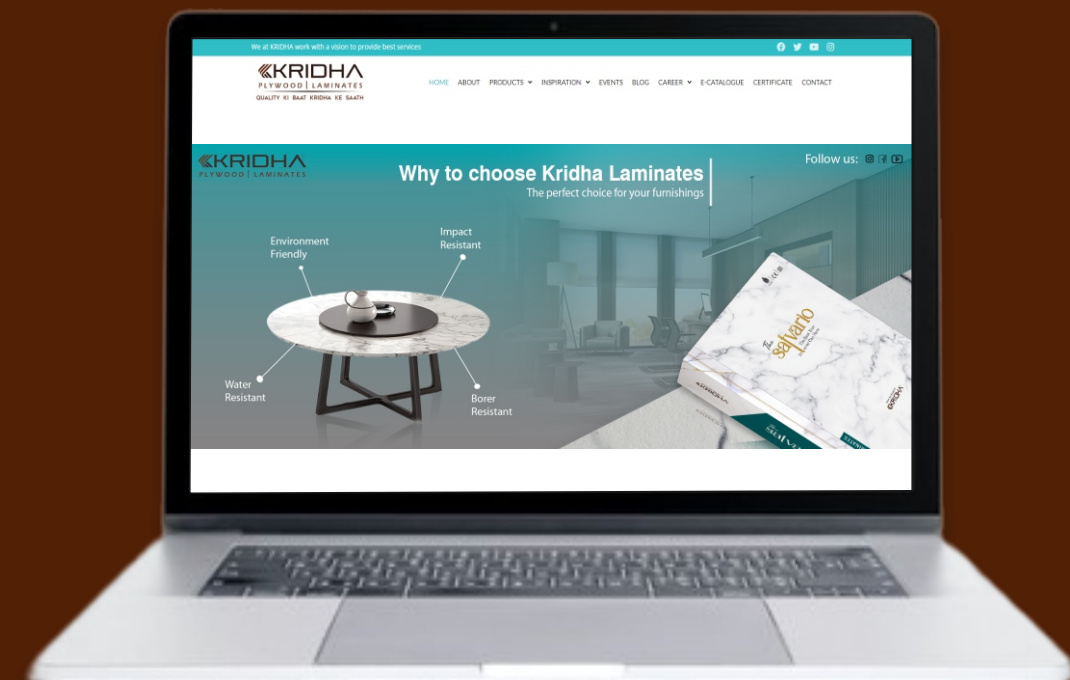 We at KRIDHA work with a vision to provide best services
KRIDHA
PLYWOOD | LAMINATES
QUALITY KI BAAT KRIDHA KE SAATH
HOME ABOUT PRODUCTS INSPIRATION EVENTS BLOG CAREER E-CATALOGUE CERTIFICATE CONTACT
KRIDHA
PLYWOOD | LAMINATES
Why to choose Kridha Laminates
The perfect choice for your furnishings
Follow us:
Environment
Friendly
Impact
Resistant
Water
Resistant
Borer
Resistant
The
salvario
KRIDHA
KRIDHA